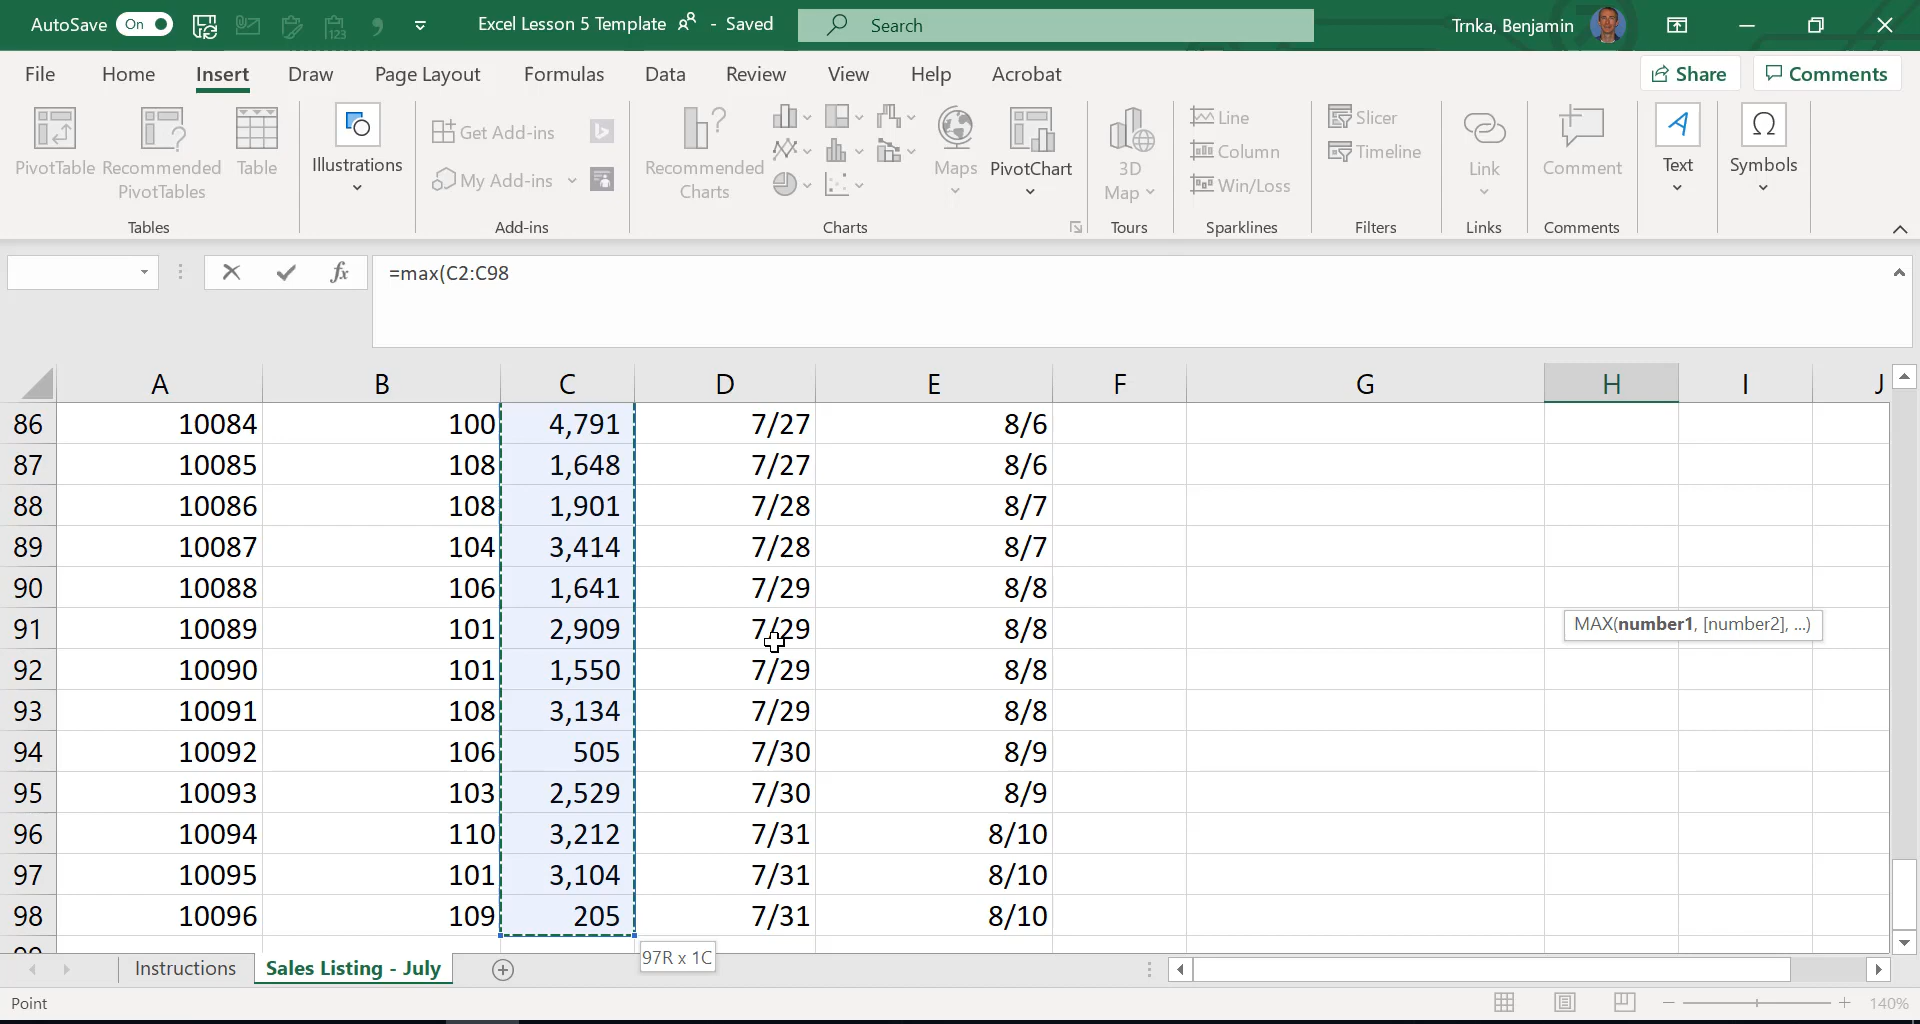 AutoSave On Excel Lesson 5 Template - Saved Search Trnka, Benjamin
File Home Insert Draw Page Layout Formulas Data Review View Help Acrobat Share Comments
PivotTable
Recommended
PivotTables
Table
Tables
Illustrations
Get Add-ins
My Add-ins
Add-ins
Recommended
Charts
Maps
PivotChart
Charts
3D
Map
Tours
Line
Column
Win/Loss
Sparklines
Slicer
Timeline
Filters
Link
Links
Comment
Comments
Text
Ω
Symbols
fx =max(C2:C98
A B C D E F G H I J
86 10084 100 4,791 7/27 8/6
87 10085 108 1,648 7/27 8/6
88 10086 108 1,901 7/28 8/7
89 10087 104 3,414 7/28 8/7
90 10088 106 1,641 7/29 8/8
91 10089 101 2,909 7/29 8/8 MAX(number1, [number2], ...)
92 10090 101 1,550 7/29 8/8
93 10091 108 3,134 7/29 8/8
94 10092 106 505 7/30 8/9
95 10093 103 2,529 7/30 8/9
96 10094 110 3,212 7/31 8/10
97 10095 101 3,104 7/31 8/10
98 10096 109 205 7/31 8/10
97R x 1C
Instructions Sales Listing - July
Point 140%